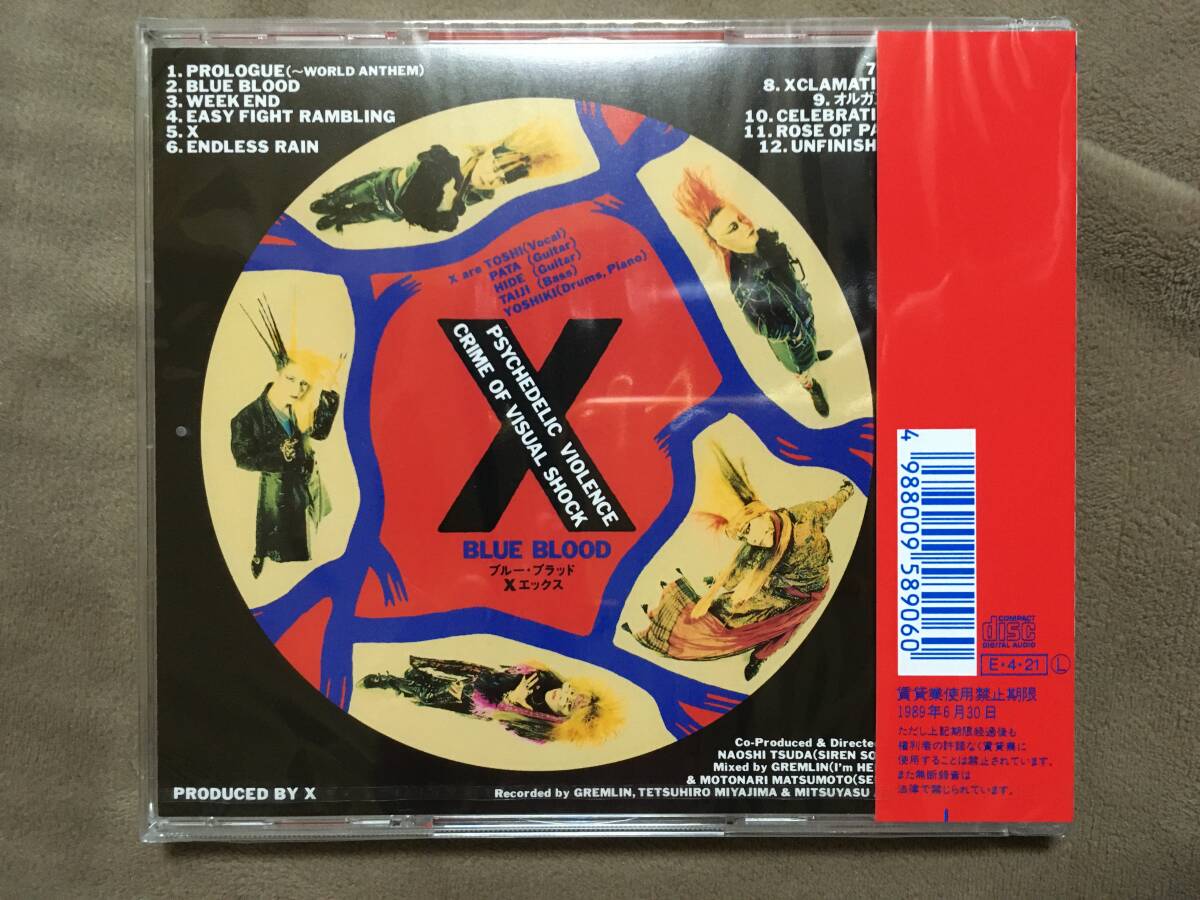 1. PROLOGUE(～WORLD ANTHEM)
2. BLUE BLOOD
3. WEEK END
4. EASY FIGHT RAMBLING
5. X
6. ENDLESS RAIN
7
8. XCLAMATI
9. オルガ
10. CELEBRATI
11. ROSE OF PA
12. UNFINISH
X are TOSHI(Vocal)
PATA (Guitar)
HIDE (Guitar)
TAIJI (Bass)
YOSHIKI(Drums, Piano)
X
PSYCHEDELIC VIOLENCE
CRIME OF VISUAL SHOCK
BLUE BLOOD
ブルー・ブラッド
X エックス
PRODUCED BY X
Co-Produced & Directe
NAOSHI TSUDA(SIREN SO
Mixed by GREMLIN(I'm HE
& MOTONARI MATSUMOTO(SE
Recorded by GREMLIN, TETSUHIRO MIYAJIMA & MITSUYASU
4 988009 589060
COMPACT
disc
DIGITAL AUDIO
E・4・21 Ⓛ
賃貸業使用禁止期限
1989年6月30日
ただし上記期限経過後も
権利者の許諾なく賃貸業に
使用することは禁止されています。
また無断録音は
法律で禁じられています。